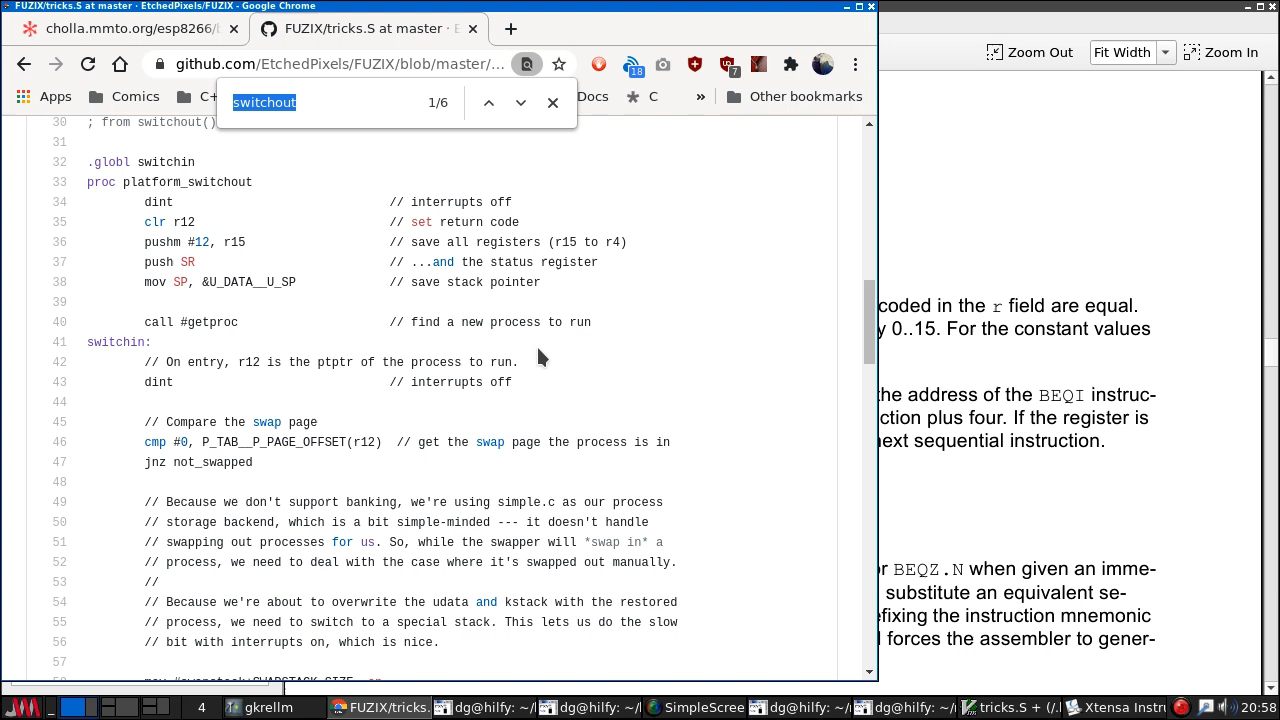 FUZIX/tricks.S at master · EtchedPixels/FUZIX - Google Chrome
cholla.mmto.org/esp8266/b
FUZIX/tricks.S at master · E
github.com/EtchedPixels/FUZIX/blob/master/...
18
7
Apps
Comics
C+
Docs
C
»
Other bookmarks
switchout
1/6
30 ; from switchout()
31
32 .globl switchin
33 proc platform_switchout
34 dint // interrupts off
35 clr r12 // set return code
36 pushm #12, r15 // save all registers (r15 to r4)
37 push SR // ...and the status register
38 mov SP, &U_DATA__U_SP // save stack pointer
39
40 call #getproc // find a new process to run
41 switchin:
42 // On entry, r12 is the ptptr of the process to run.
43 dint // interrupts off
44
45 // Compare the swap page
46 cmp #0, P_TAB__P_PAGE_OFFSET(r12) // get the swap page the process is in
47 jnz not_swapped
48
49 // Because we don't support banking, we're using simple.c as our process
50 // storage backend, which is a bit simple-minded --- it doesn't handle
51 // swapping out processes for us. So, while the swapper will *swap in* a
52 // process, we need to deal with the case where it's swapped out manually.
53 //
54 // Because we're about to overwrite the udata and kstack with the restored
55 // process, we need to switch to a special stack. This lets us do the slow
56 // bit with interrupts on, which is nice.
57
Zoom Out
Fit Width
Zoom In
coded in the r field are equal.
y 0..15. For the constant values
the address of the BEQI instruc-
ction plus four. If the register is
next sequential instruction.
or BEQZ.N when given an imme-
substitute an equivalent se-
efixing the instruction mnemonic
d forces the assembler to gener-
4
gkrellm
FUZIX/tricks.
dg@hilfy: ~/
dg@hilfy: ~/
SimpleScree
dg@hilfy: ~/
dg@hilfy: ~/
tricks.S + (/
Xtensa Instr
20:58